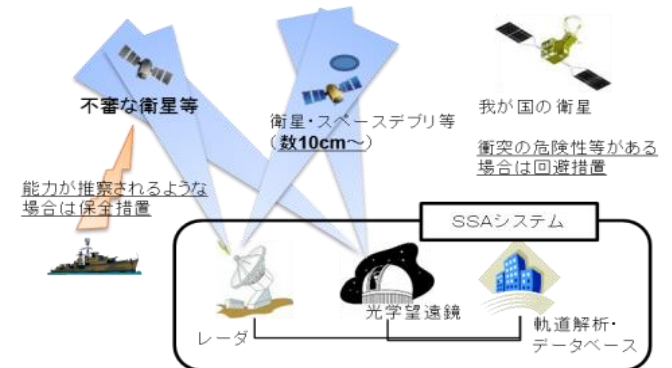 不審な衛星等
衛星・スペースデブリ等
(数10cm~)
我が国の衛星
衝突の危険性等がある
場合は回避措置
能力が推察されるような
場合は保全措置
SSAシステム
レーダ
光学望遠鏡
軌道解析・
データベース